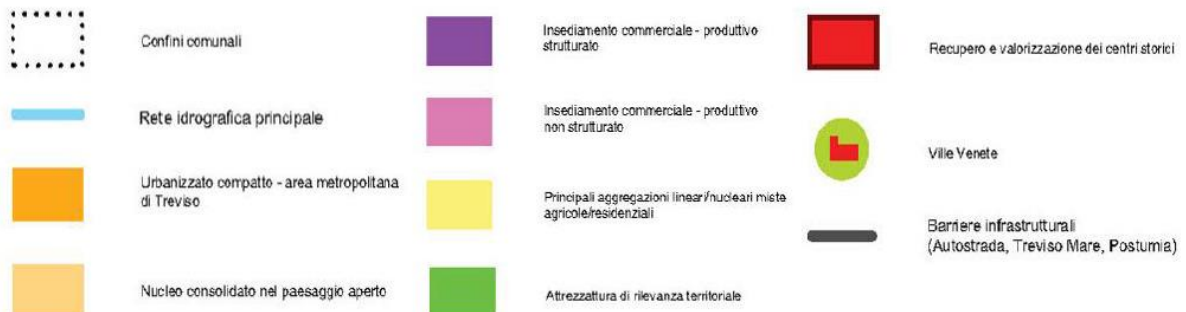 Confini comunali
Rete idrografica principale
Urbanizzato compatto - area metropolitana
di Treviso
Nucleo consolidato nel paesaggio aperto
Insediamento commerciale - produttivo
strutturato
Insediamento commerciale - produttivo
non strutturato
Principali aggregazioni lineari/nucleari miste
agricole/residenziali
Attrezzattura di rilevanza territoriale
Recupero e valorizzazione dei centri storici
Ville Venete
Barriere infrastrutturali
(Autostrada, Treviso Mare, Postumia)